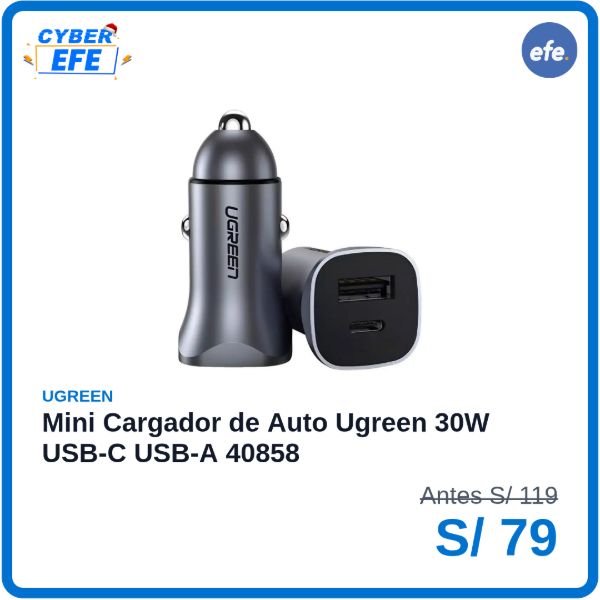 CYBER
EFE
efe.
UGREEN
UGREEN
Mini Cargador de Auto Ugreen 30W
USB-C USB-A 40858
Antes S/ 119
S/ 79